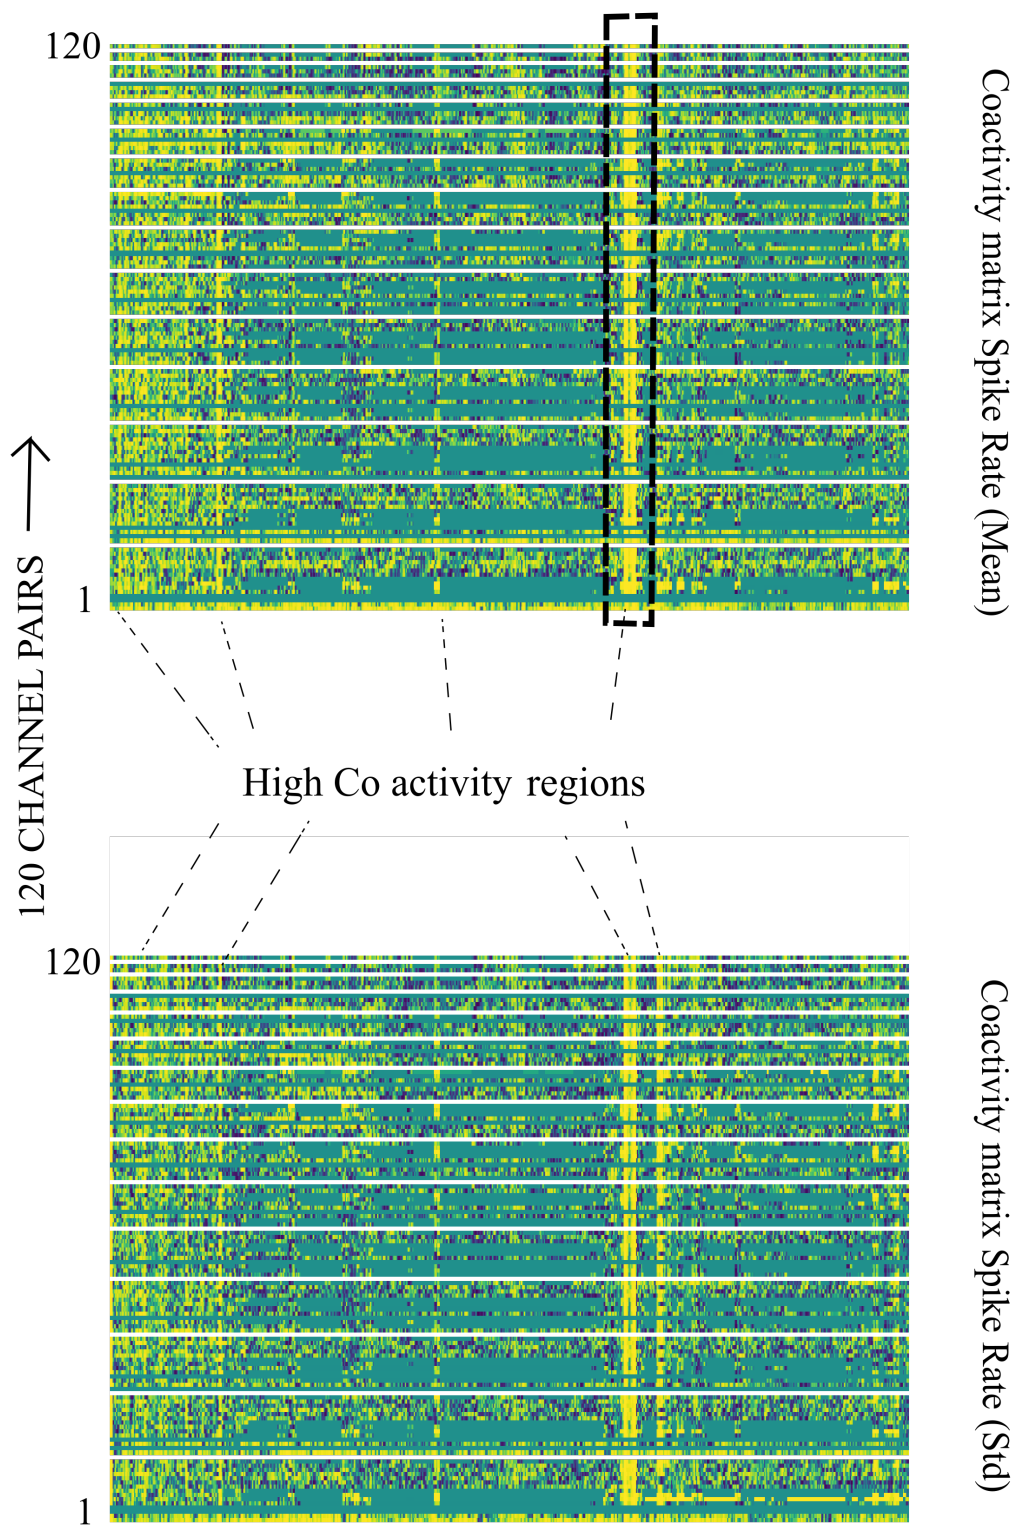 120
Coactivity matrix Spike Rate (Mean)
120 CHANNEL PAIRS
1
High Co activity regions
120
Coactivity matrix Spike Rate (Std)
1